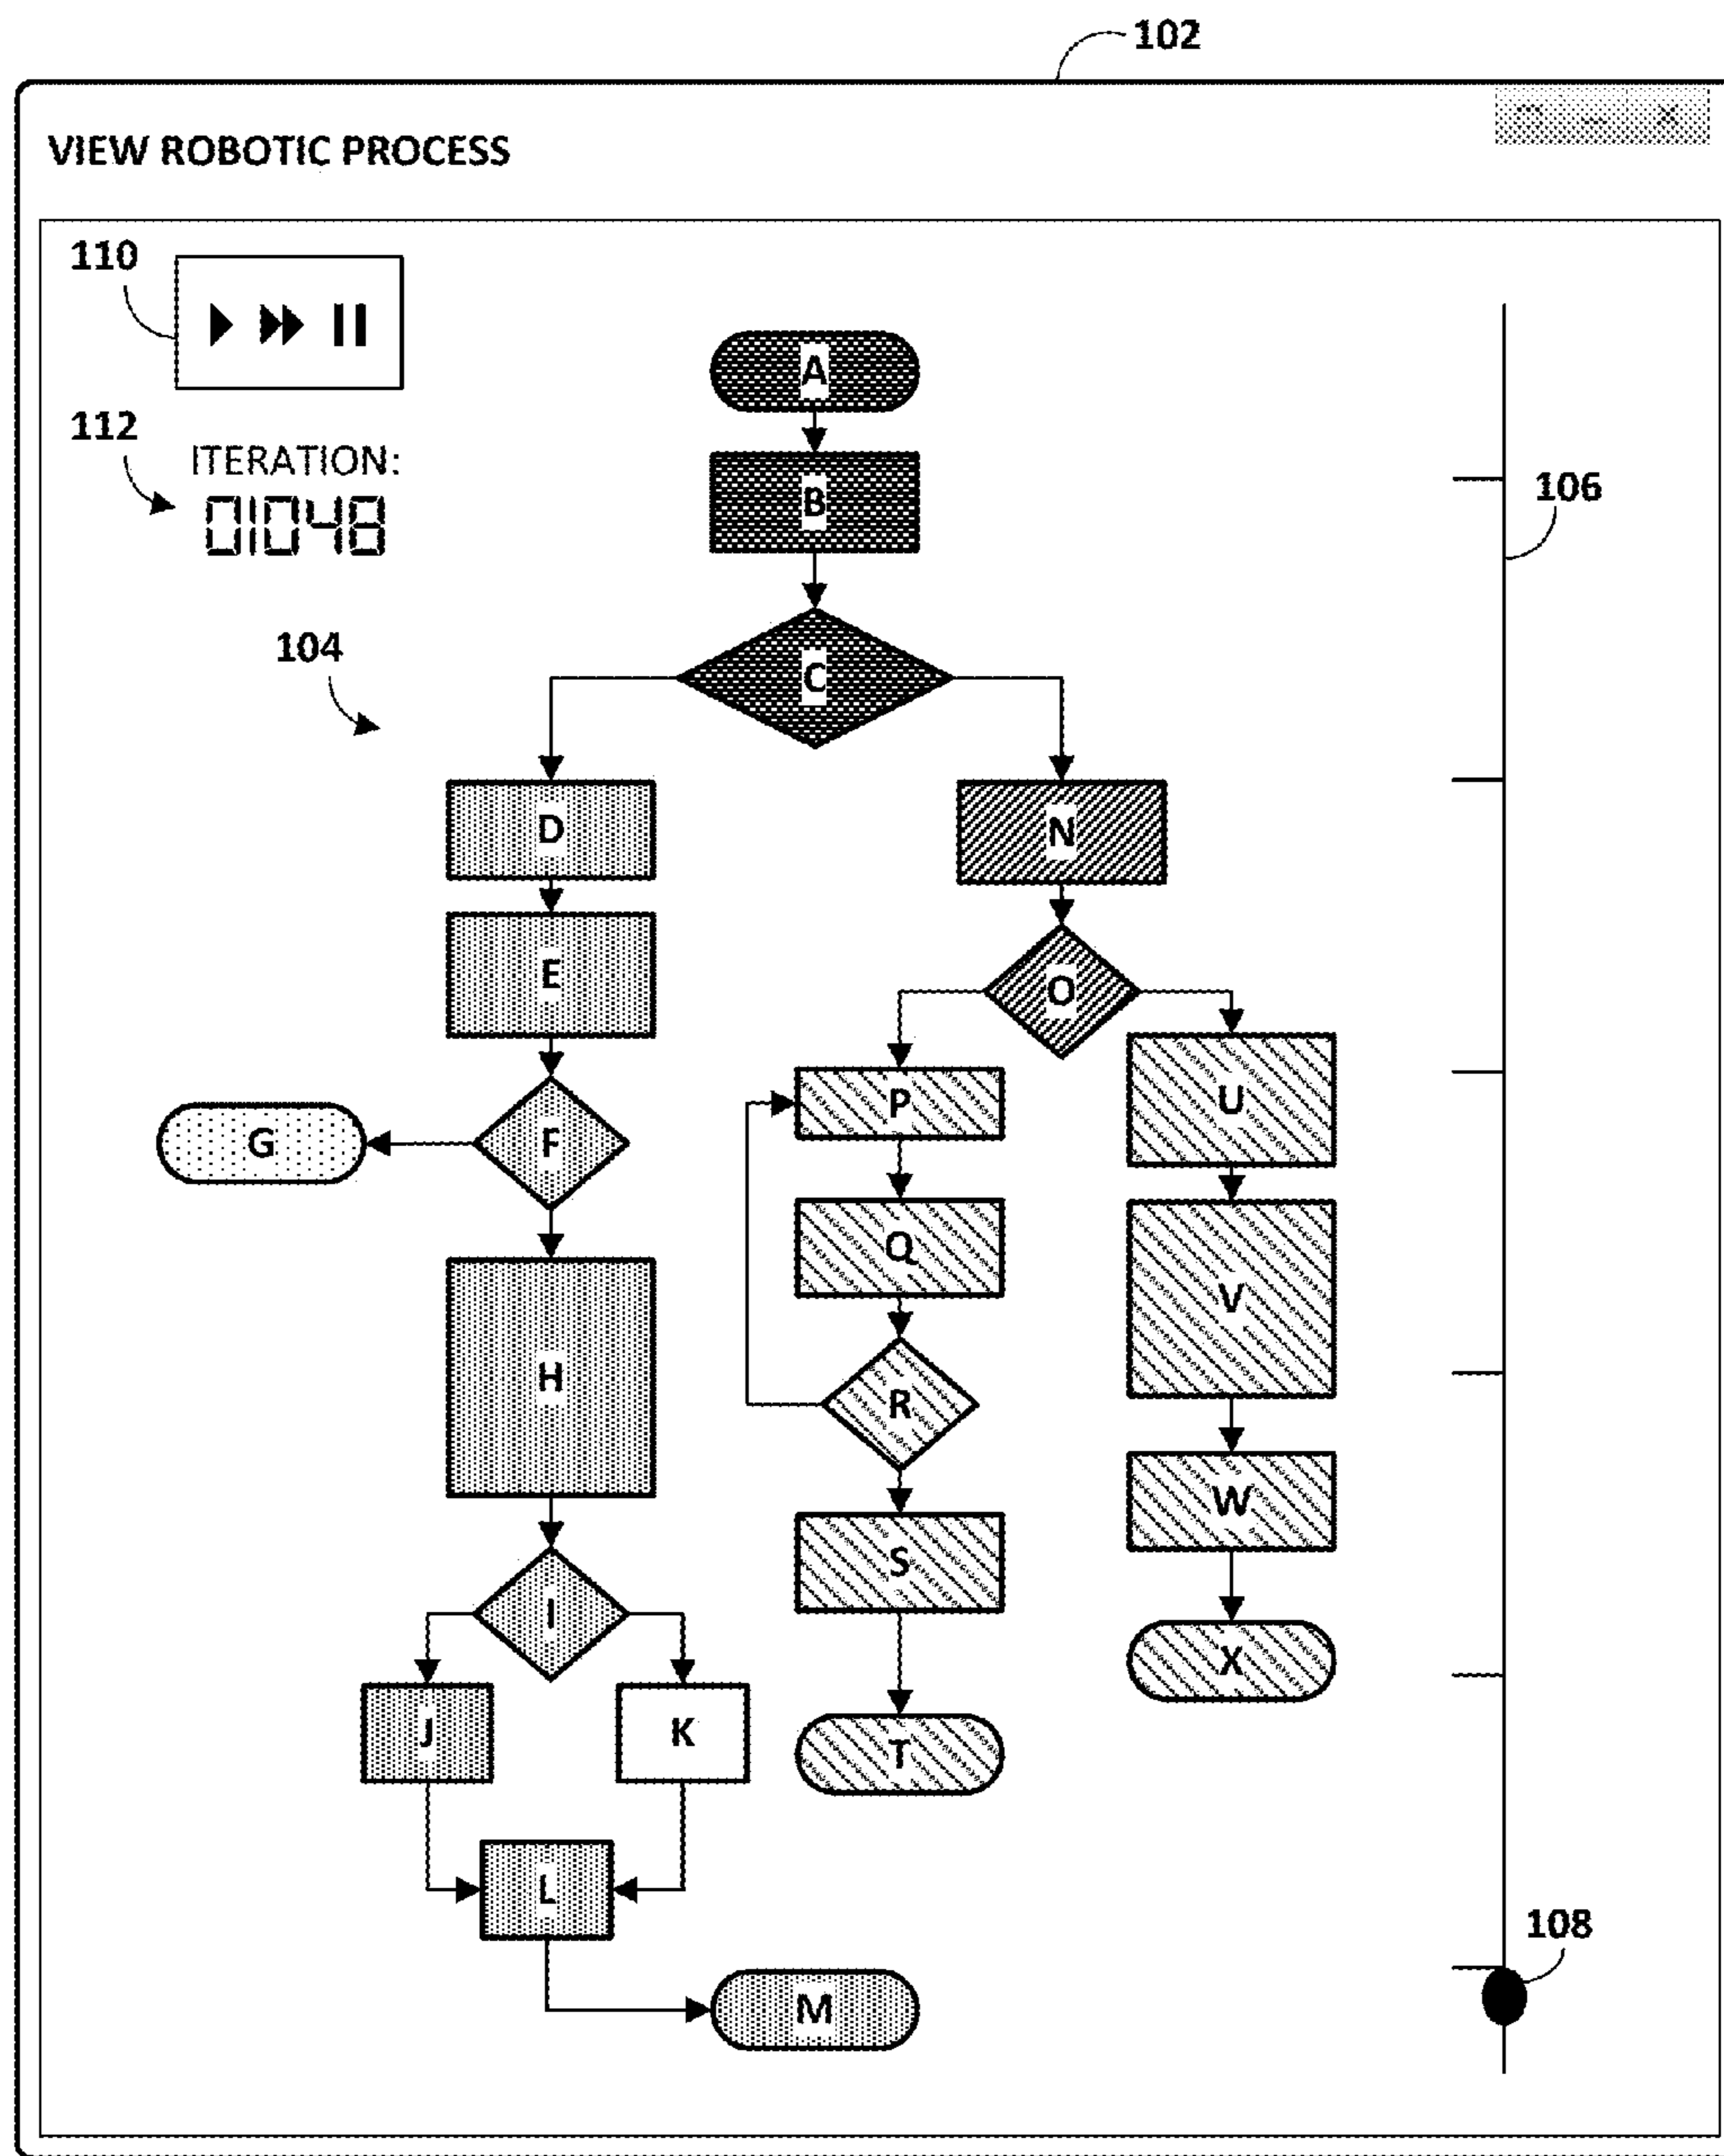 102
VIEW ROBOTIC PROCESS
110
112
ITERATION:
01048
104
106
A
B
C
D
N
E
O
P
U
G
F
Q
V
H
R
W
S
I
X
J
K
T
L
108
M